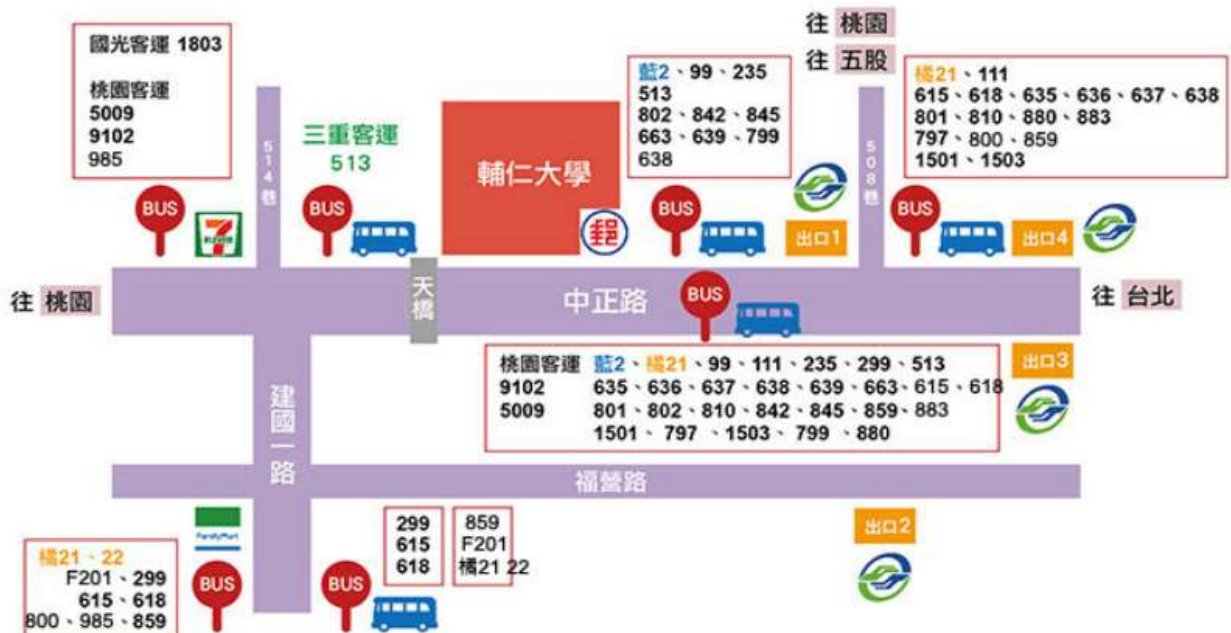 往 桃園
往 五股
國光客運 1803
桃園客運
5009
9102
985
514巷
三重客運
513
輔仁大學
郵
藍2、99、235
513
802、842、845
663、639、799
638
508巷
橘21、111
615、618、635、636、637、638
801、810、880、883
797、800、859
1501、1503
BUS
7
ELEVEN
BUS
BUS
出口1
BUS
出口4
往 桃園
天橋
中正路
BUS
往 台北
桃園客運
9102
5009
藍2、橘21、99、111、235、299、513
635、636、637、638、639、663、615、618
801、802、810、842、845、859、883
1501、797、1503、799、880
出口3
建國一路
福營路
FamilyMart
橘21、22
F201、299
615、618
800、985、859
BUS
BUS
299
615
618
859
F201
橘21 22
出口2